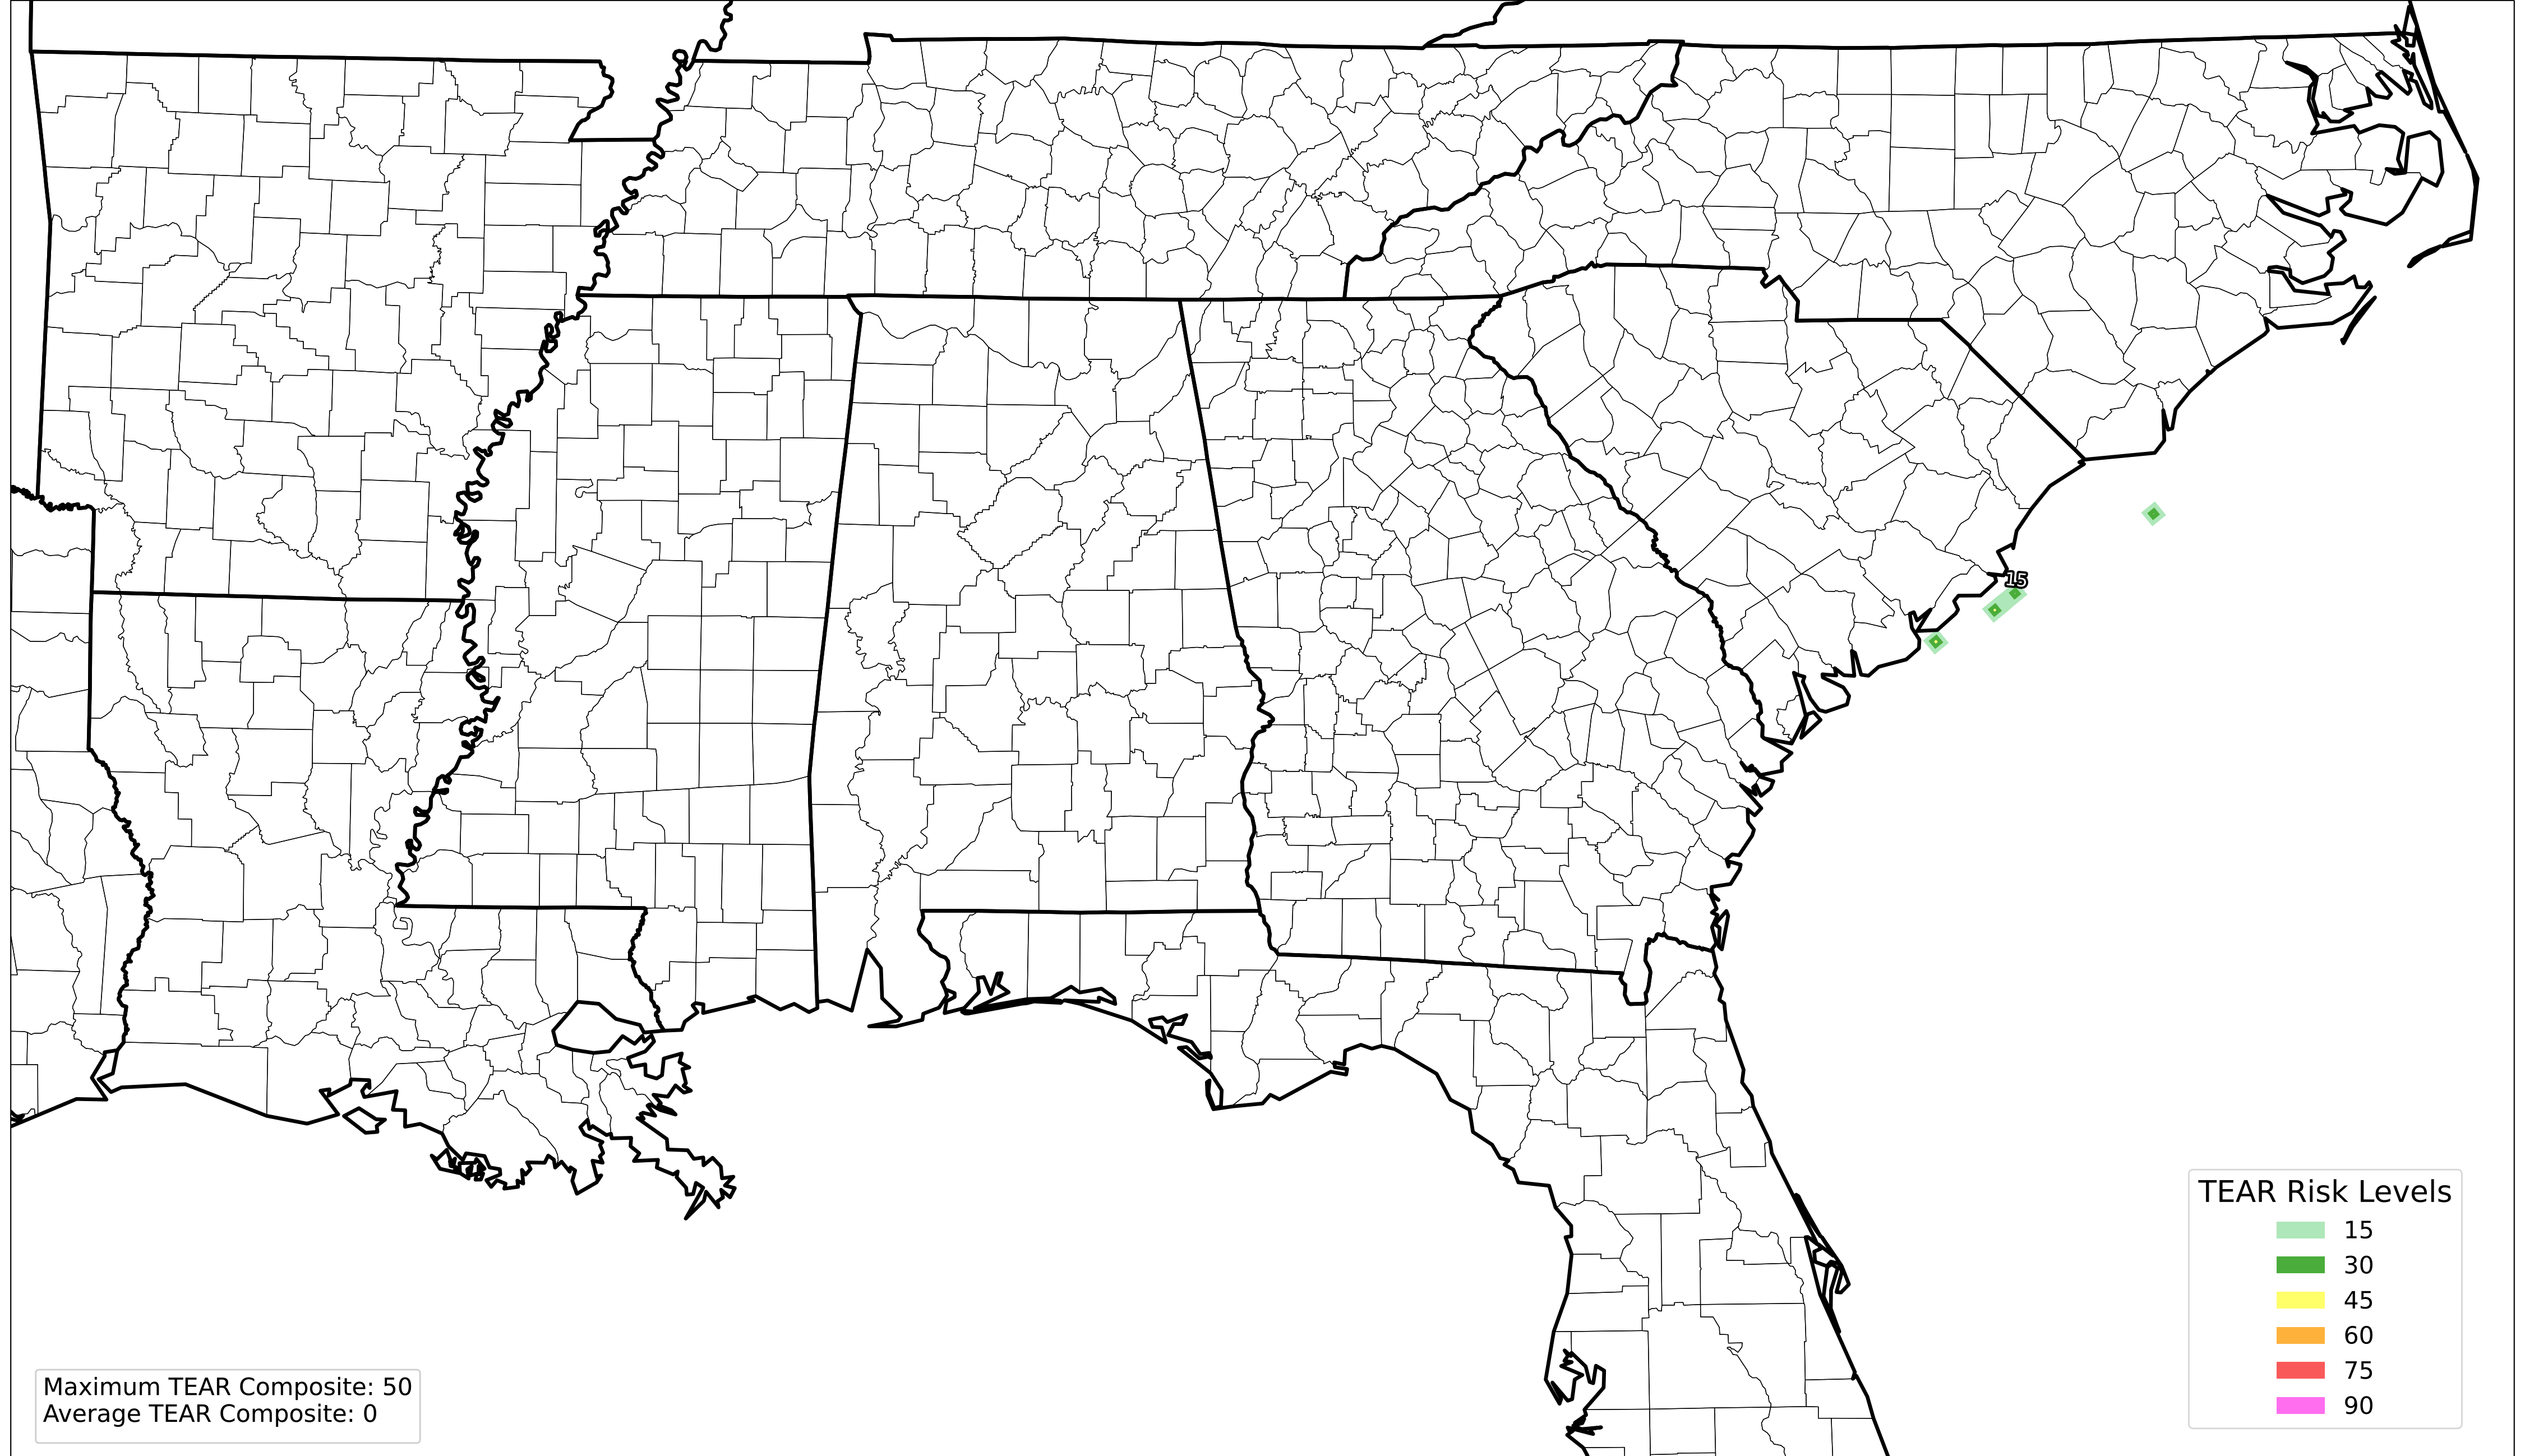 15
TEAR Risk Levels
15
30
45
60
75
90
Maximum TEAR Composite: 50
Average TEAR Composite: 0